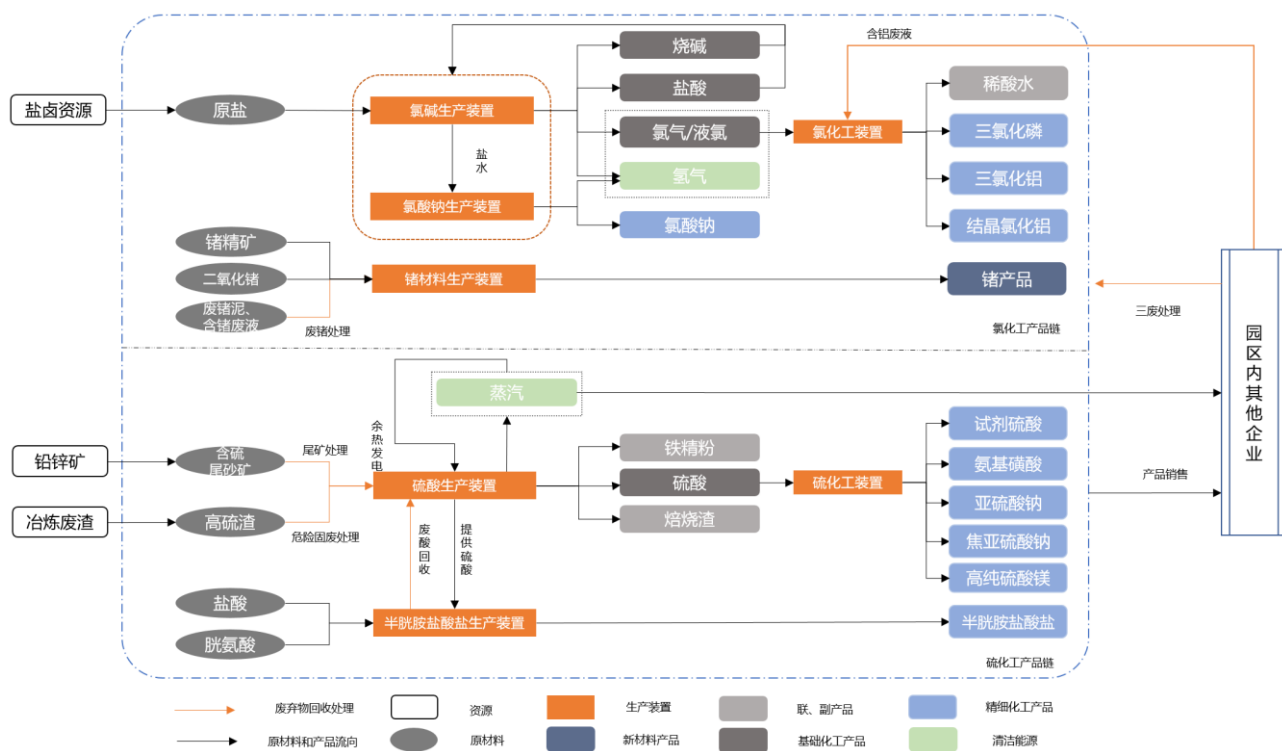 含铝废液
烧碱
盐酸
稀酸水
盐卤资源
原盐
氯碱生产装置
氯气/液氯
氯化工装置
三氯化磷
盐水
氢气
三氯化铝
氯酸钠生产装置
氯酸钠
结晶氯化铝
锗精矿
二氧化锗
锗材料生产装置
锗产品
废锗泥、
含锗废液
废锗处理
氯化工产品链
三废处理
园区内其他企业
蒸汽
余热发电
铅锌矿
含硫
尾砂矿
尾矿处理
铁精粉
试剂硫酸
氨基磺酸
硫酸生产装置
硫酸
硫化工装置
亚硫酸钠
产品销售
冶炼废渣
高硫渣
危险固废处理
焙烧渣
焦亚硫酸钠
废酸回收
提供硫酸
高纯硫酸镁
盐酸
胱氨酸
半胱胺盐酸盐生产装置
半胱胺盐酸盐
硫化工产品链
废弃物回收处理
资源
生产装置
联、副产品
精细化工产品
原材料和产品流向
原材料
新材料产品
基础化工产品
清洁能源